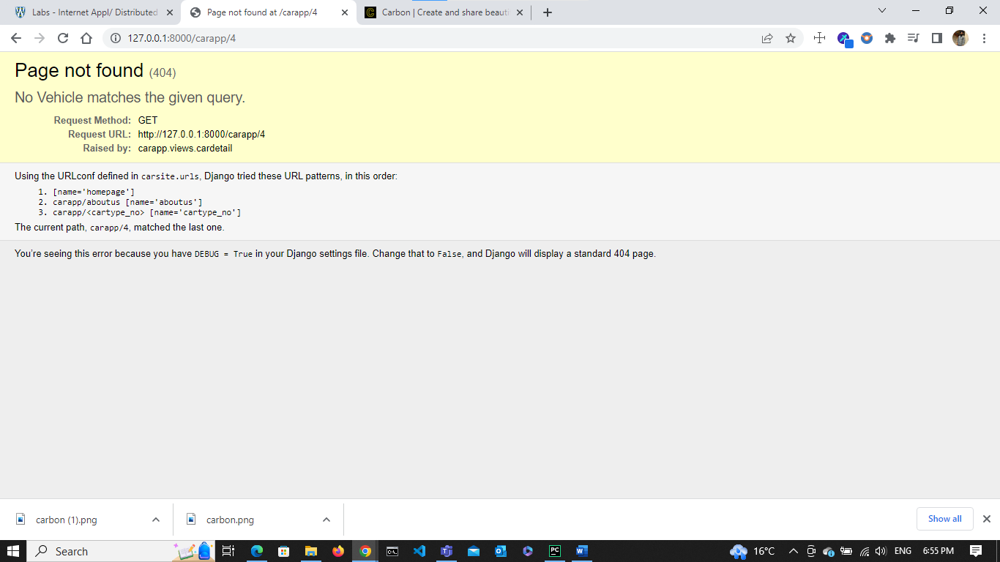 Labs - Internet Appl/ Distributed
Page not found at /carapp/4
Carbon | Create and share beauti
127.0.0.1:8000/carapp/4
Page not found (404)
No Vehicle matches the given query.
Request Method: GET
Request URL: http://127.0.0.1:8000/carapp/4
Raised by: carapp.views.cardetail
Using the URLconf defined in carsite.urls, Django tried these URL patterns, in this order:
1. [name='homepage']
2. carapp/aboutus [name='aboutus']
3. carapp/<cartype_no> [name='cartype_no']
The current path, carapp/4, matched the last one.
You’re seeing this error because you have DEBUG = True in your Django settings file. Change that to False, and Django will display a standard 404 page.
carbon (1).png
carbon.png
Show all
Search
16°C
ENG
6:55 PM